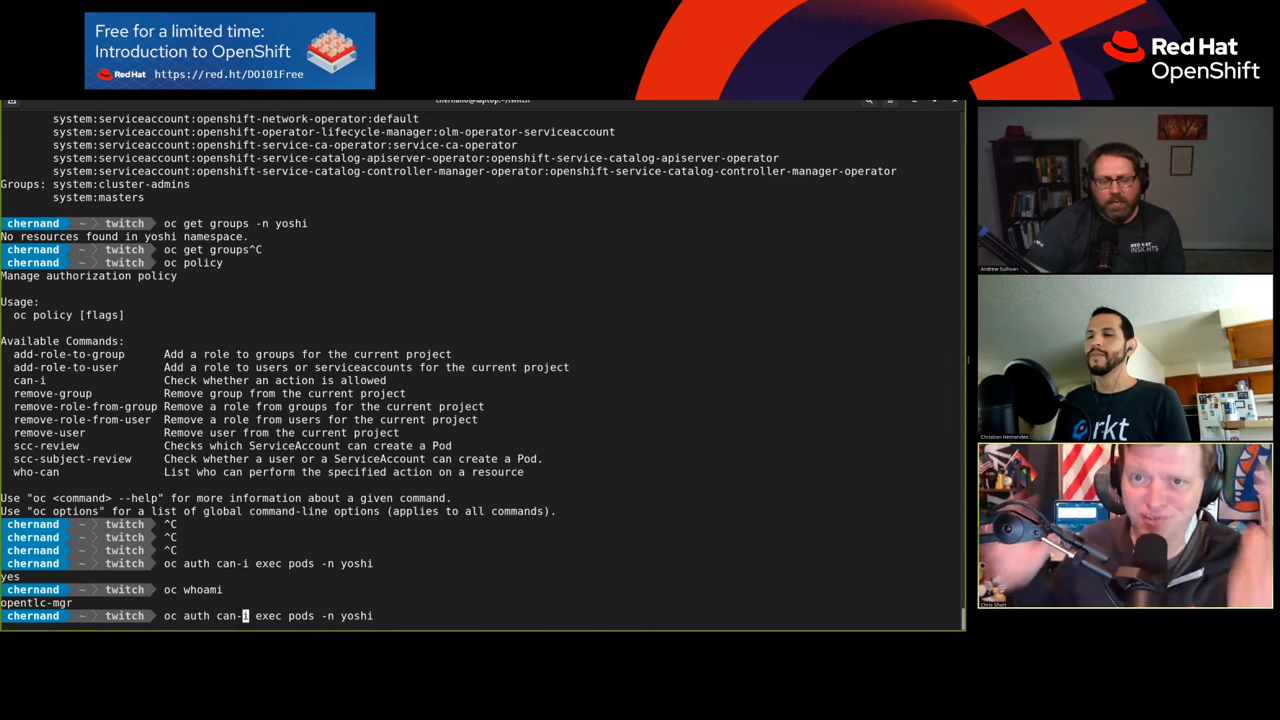 Free for a limited time:
Introduction to OpenShift
Red Hat https://red.ht/DO101Free
Red Hat
OpenShift
chernand@laptop:~/twitch
system:serviceaccount:openshift-network-operator:default
system:serviceaccount:openshift-operator-lifecycle-manager:olm-operator-serviceaccount
system:serviceaccount:openshift-service-ca-operator:service-ca-operator
system:serviceaccount:openshift-service-catalog-apiserver-operator:openshift-service-catalog-apiserver-operator
system:serviceaccount:openshift-service-catalog-controller-manager-operator:openshift-service-catalog-controller-manager-operator
Groups: system:cluster-admins
system:masters
chernand ~ twitch oc get groups -n yoshi
No resources found in yoshi namespace.
chernand ~ twitch oc get groups^C
chernand ~ twitch oc policy
Manage authorization policy
Usage:
oc policy [flags]
Available Commands:
add-role-to-group Add a role to groups for the current project
add-role-to-user Add a role to users or serviceaccounts for the current project
can-i Check whether an action is allowed
remove-group Remove group from the current project
remove-role-from-group Remove a role from groups for the current project
remove-role-from-user Remove a role from users for the current project
remove-user Remove user from the current project
scc-review Checks which ServiceAccount can create a Pod
scc-subject-review Check whether a user or a ServiceAccount can create a Pod.
who-can List who can perform the specified action on a resource
Use "oc <command> --help" for more information about a given command.
Use "oc options" for a list of global command-line options (applies to all commands).
chernand ~ twitch ^C
chernand ~ twitch ^C
chernand ~ twitch ^C
chernand ~ twitch oc auth can-i exec pods -n yoshi
yes
chernand ~ twitch oc whoami
opentlc-mgr
chernand ~ twitch oc auth can-i exec pods -n yoshi
RED HAT
INSIGHTS
Andrew Sullivan
rkt
Christian Hernandez
Chris Short